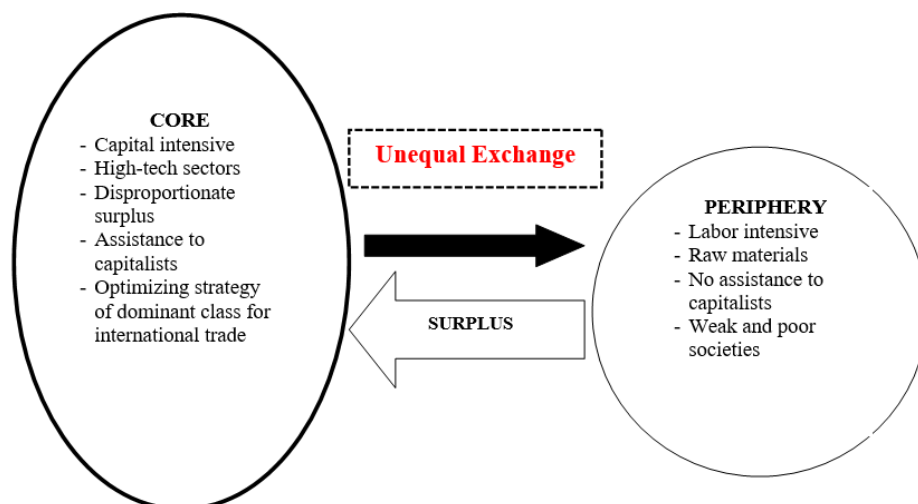 CORE
- Capital intensive
- High-tech sectors
- Disproportionate
surplus
- Assistance to
capitalists
- Optimizing strategy
of dominant class for
international trade
Unequal Exchange
SURPLUS
PERIPHERY
- Labor intensive
- Raw materials
- No assistance to
capitalists
- Weak and poor
societies